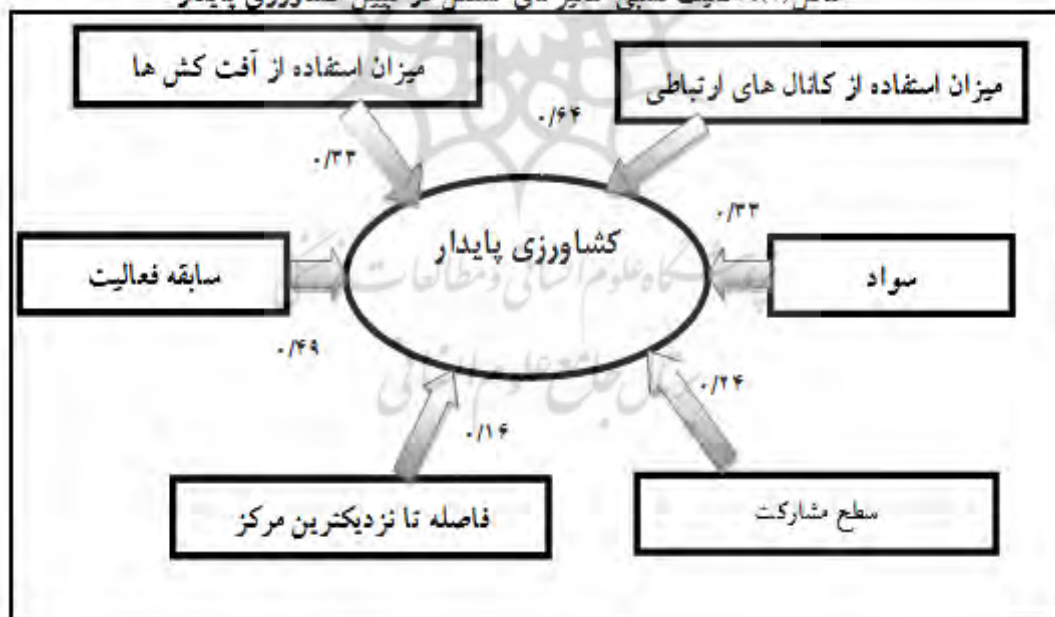 میزان استفاده از آفت کش ها
میزان استفاده از کانال های ارتباطی
۰/۶۴
۰/۳۳
۰/۳۳
کشاورزی پایدار
سابقه فعالیت
سواد
۰/۴۹
۰/۲۴
۰/۱۶
فاصله تا نزدیکترین مرکز
سطح مشارکت